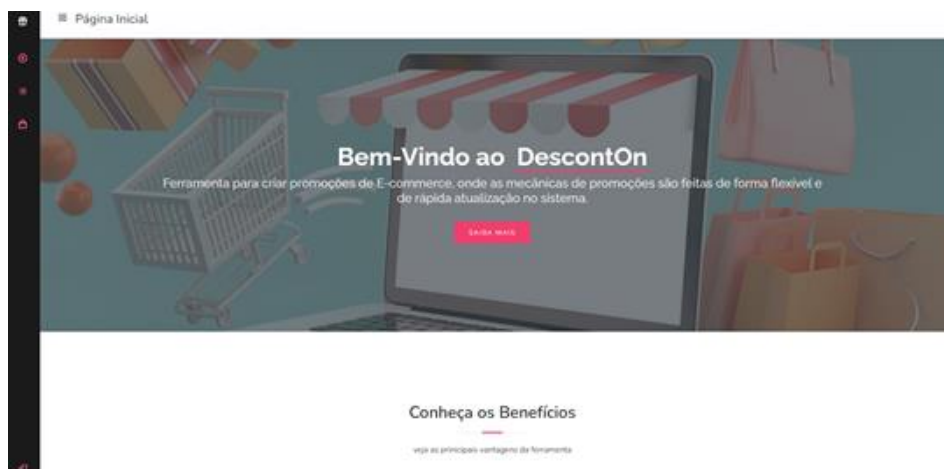 Página Inicial
Bem-Vindo ao DescontOn
Ferramenta para criar promoções de E-commerce, onde as mecânicas de promoções são feitas de forma flexível e
de rápida atualização no sistema.
SAIBA MAIS
Conheça os Benefícios
veja as principais vantagens da ferramenta